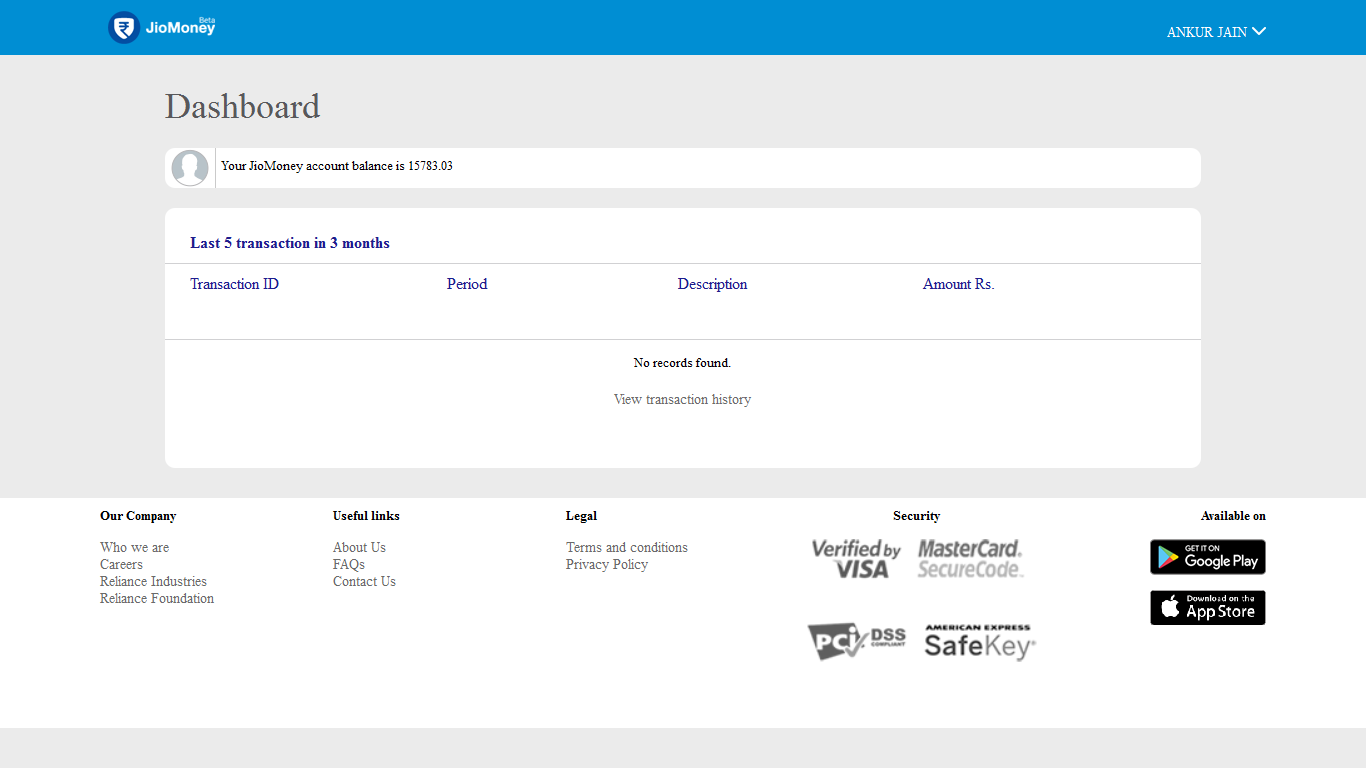 JioMoney Beta
ANKUR JAIN
Dashboard
Your JioMoney account balance is 15783.03
Last 5 transaction in 3 months
Transaction ID Period Description Amount Rs.
No records found.
View transaction history
Our Company
Who we are
Careers
Reliance Industries
Reliance Foundation
Useful links
About Us
FAQs
Contact Us
Legal
Terms and conditions
Privacy Policy
Security
Verified by
VISA
MasterCard.
SecureCode.
PCI DSS
COMPLIANT
AMERICAN EXPRESS
SafeKey®
Available on
GET IT ON
Google Play
Download on the
App Store